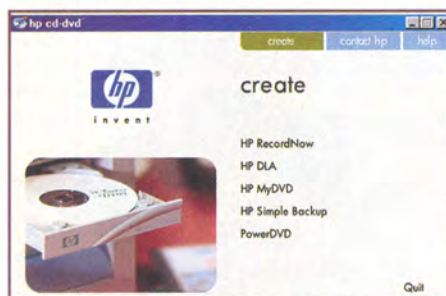 hp cd-dvd
create
contact hp
help
hp
invent
create
HP RecordNow
HP DLA
HP MyDVD
HP Simple Backup
PowerDVD
Quit